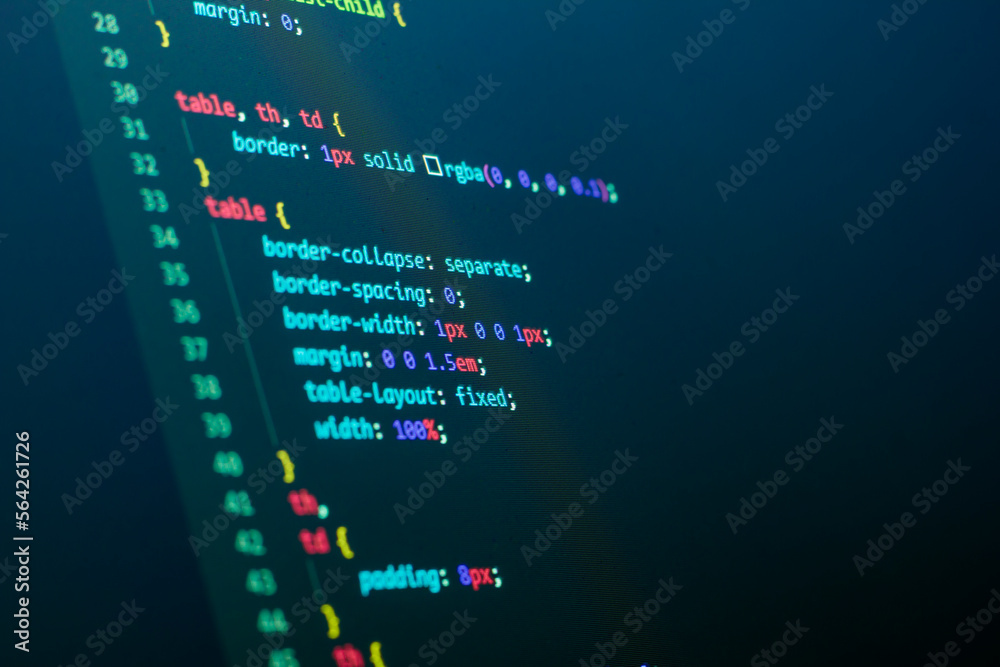 st-child {
28 margin: 0;
29 }
30
31 table, th, td {
32 border: 1px solid rgba(0, 0, 0, 0.1);
33 }
34 table {
35 border-collapse: separate;
36 border-spacing: 0;
37 border-width: 1px 0 0 1px;
38 margin: 0 0 1.5em;
39 table-layout: fixed;
40 width: 100%;
41 }
42 th,
43 td {
44 padding: 8px;
45 }
th {
Adobe Stock | #564261726
Adobe Stock